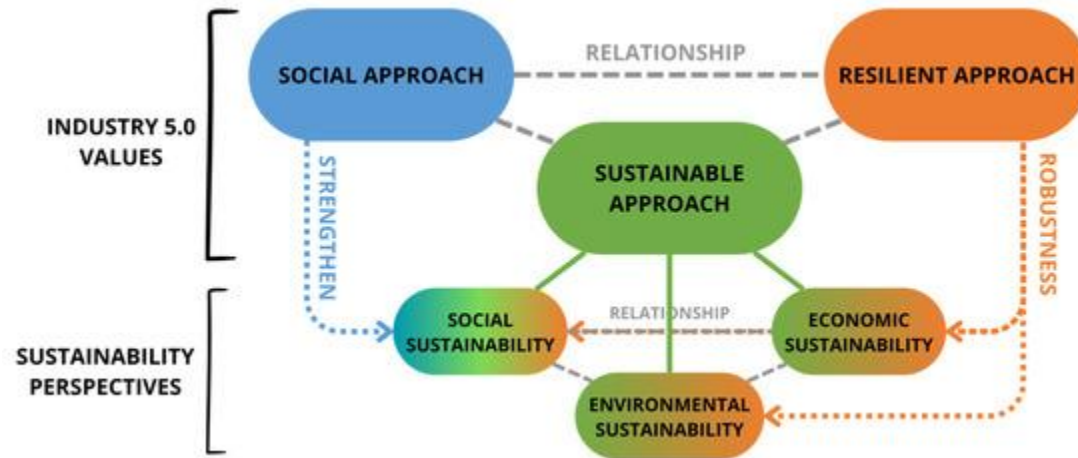 RELATIONSHIP
SOCIAL APPROACH
RESILIENT APPROACH
INDUSTRY 5.0
VALUES
SUSTAINABLE
APPROACH
STRENGTHEN
ROBUSTNESS
SOCIAL
SUSTAINABILITY
RELATIONSHIP
ECONOMIC
SUSTAINABILITY
SUSTAINABILITY
PERSPECTIVES
ENVIRONMENTAL
SUSTAINABILITY